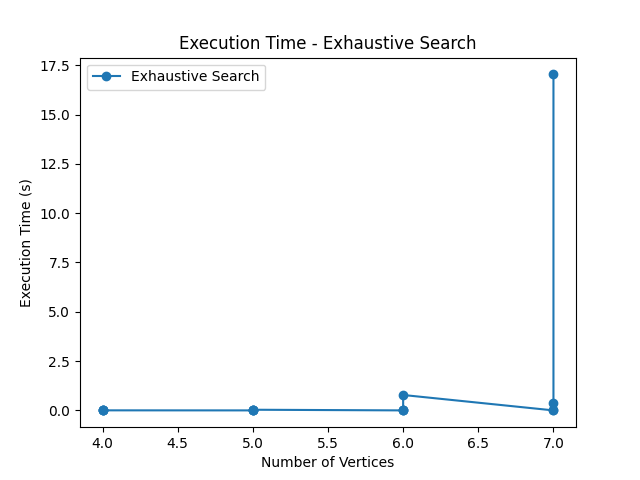 Execution Time - Exhaustive Search
Exhaustive Search
Execution Time (s)
17.5
15.0
12.5
10.0
7.5
5.0
2.5
0.0
4.0 4.5 5.0 5.5 6.0 6.5 7.0
Number of Vertices